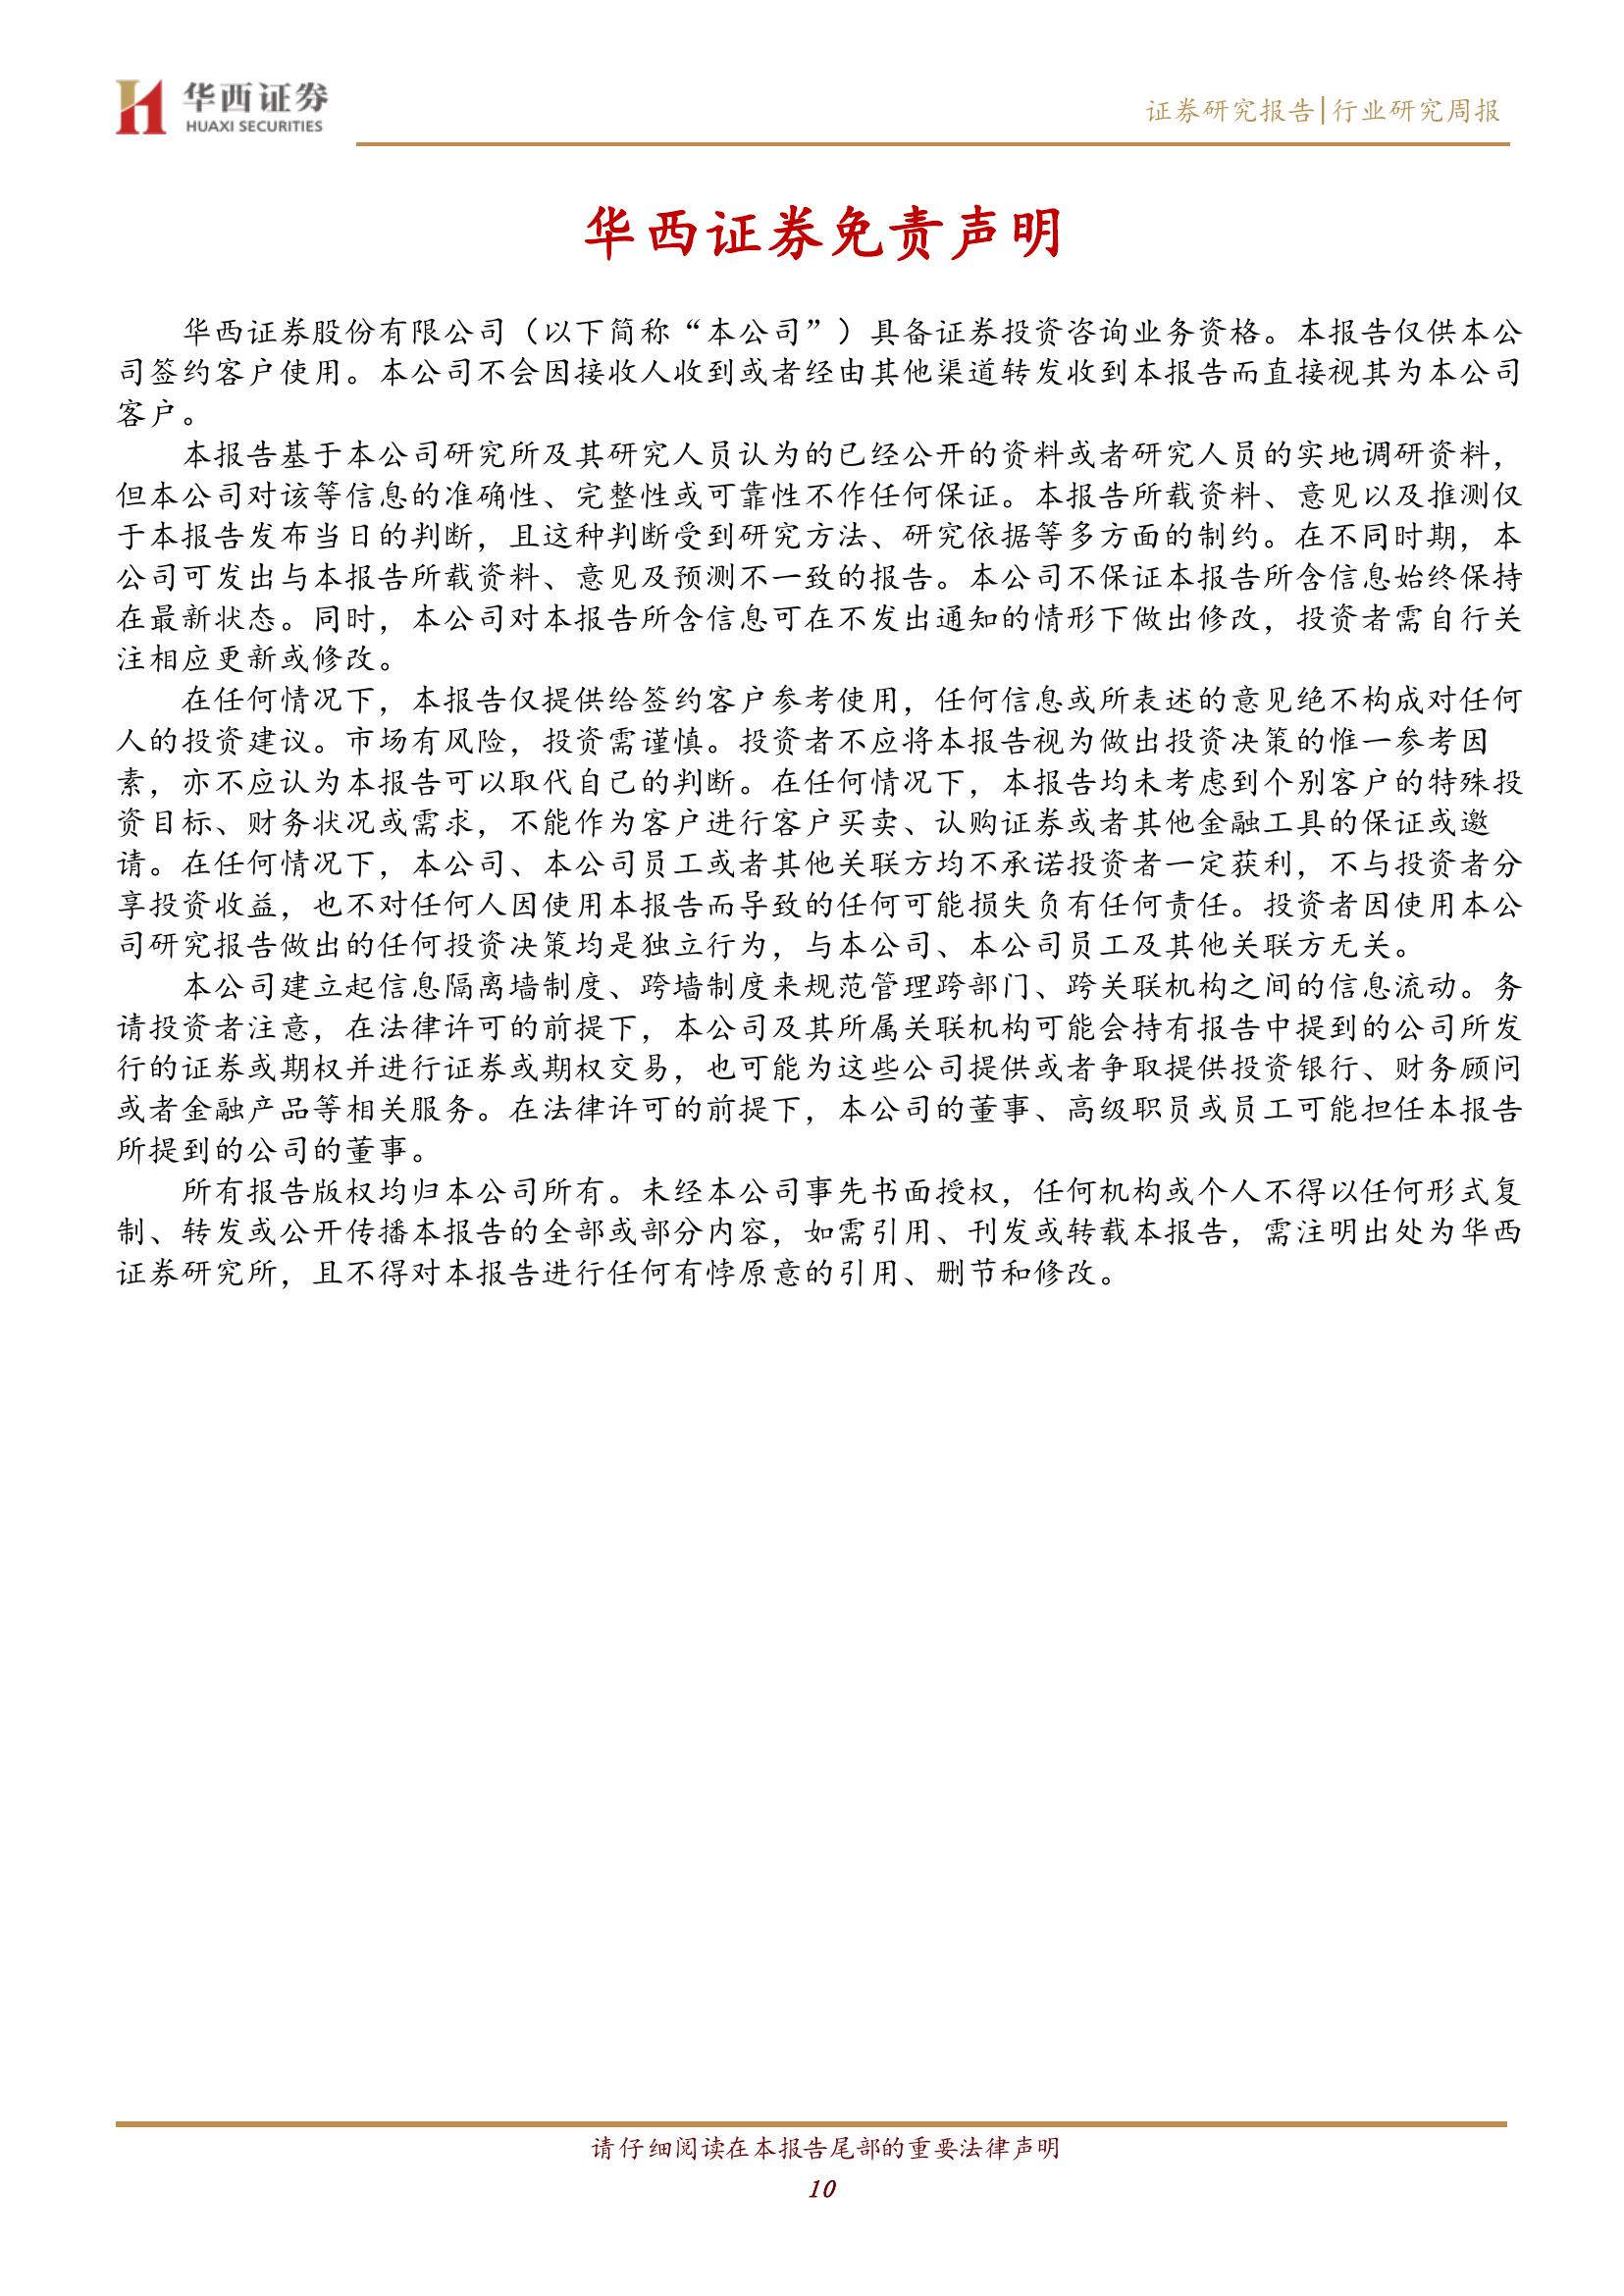 华西证券
HUAXI SECURITIES
证券研究报告|行业研究周报
华西证券免责声明
华西证券股份有限公司（以下简称“本公司”）具备证券投资咨询业务资格。本报告仅供本公
司签约客户使用。本公司不会因接收人收到或者经由其他渠道转发收到本报告而直接视其为本公司
客户。
本报告基于本公司研究所及其研究人员认为的已经公开的资料或者研究人员的实地调研资料，
但本公司对该等信息的准确性、完整性或可靠性不作任何保证。本报告所载资料、意见以及推测仅
于本报告发布当日的判断，且这种判断受到研究方法、研究依据等多方面的制约。在不同时期，本
公司可发出与本报告所载资料、意见及预测不一致的报告。本公司不保证本报告所含信息始终保持
在最新状态。同时，本公司对本报告所含信息可在不发出通知的情形下做出修改，投资者需自行关
注相应更新或修改。
在任何情况下，本报告仅提供给签约客户参考使用，任何信息或所表述的意见绝不构成对任何
人的投资建议。市场有风险，投资需谨慎。投资者不应将本报告视为做出投资决策的惟一参考因
素，亦不应认为本报告可以取代自己的判断。在任何情况下，本报告均未考虑到个别客户的特殊投
资目标、财务状况或需求，不能作为客户进行客户买卖、认购证券或者其他金融工具的保证或邀
请。在任何情况下，本公司、本公司员工或者其他关联方均不承诺投资者一定获利，不与投资者分
享投资收益，也不对任何人因使用本报告而导致的任何可能损失负有任何责任。投资者因使用本公
司研究报告做出的任何投资决策均是独立行为，与本公司、本公司员工及其他关联方无关。
本公司建立起信息隔离墙制度、跨墙制度来规范管理跨部门、跨关联机构之间的信息流动。务
请投资者注意，在法律许可的前提下，本公司及其所属关联机构可能会持有报告中提到的公司所发
行的证券或期权并进行证券或期权交易，也可能为这些公司提供或者争取提供投资银行、财务顾问
或者金融产品等相关服务。在法律许可的前提下，本公司的董事、高级职员或员工可能担任本报告
所提到的公司的董事。
所有报告版权均归本公司所有。未经本公司事先书面授权，任何机构或个人不得以任何形式复
制、转发或公开传播本报告的全部或部分内容，如需引用、刊发或转载本报告，需注明出处为华西
证券研究所，且不得对本报告进行任何有悖原意的引用、删节和修改。
请仔细阅读在本报告尾部的重要法律声明
10